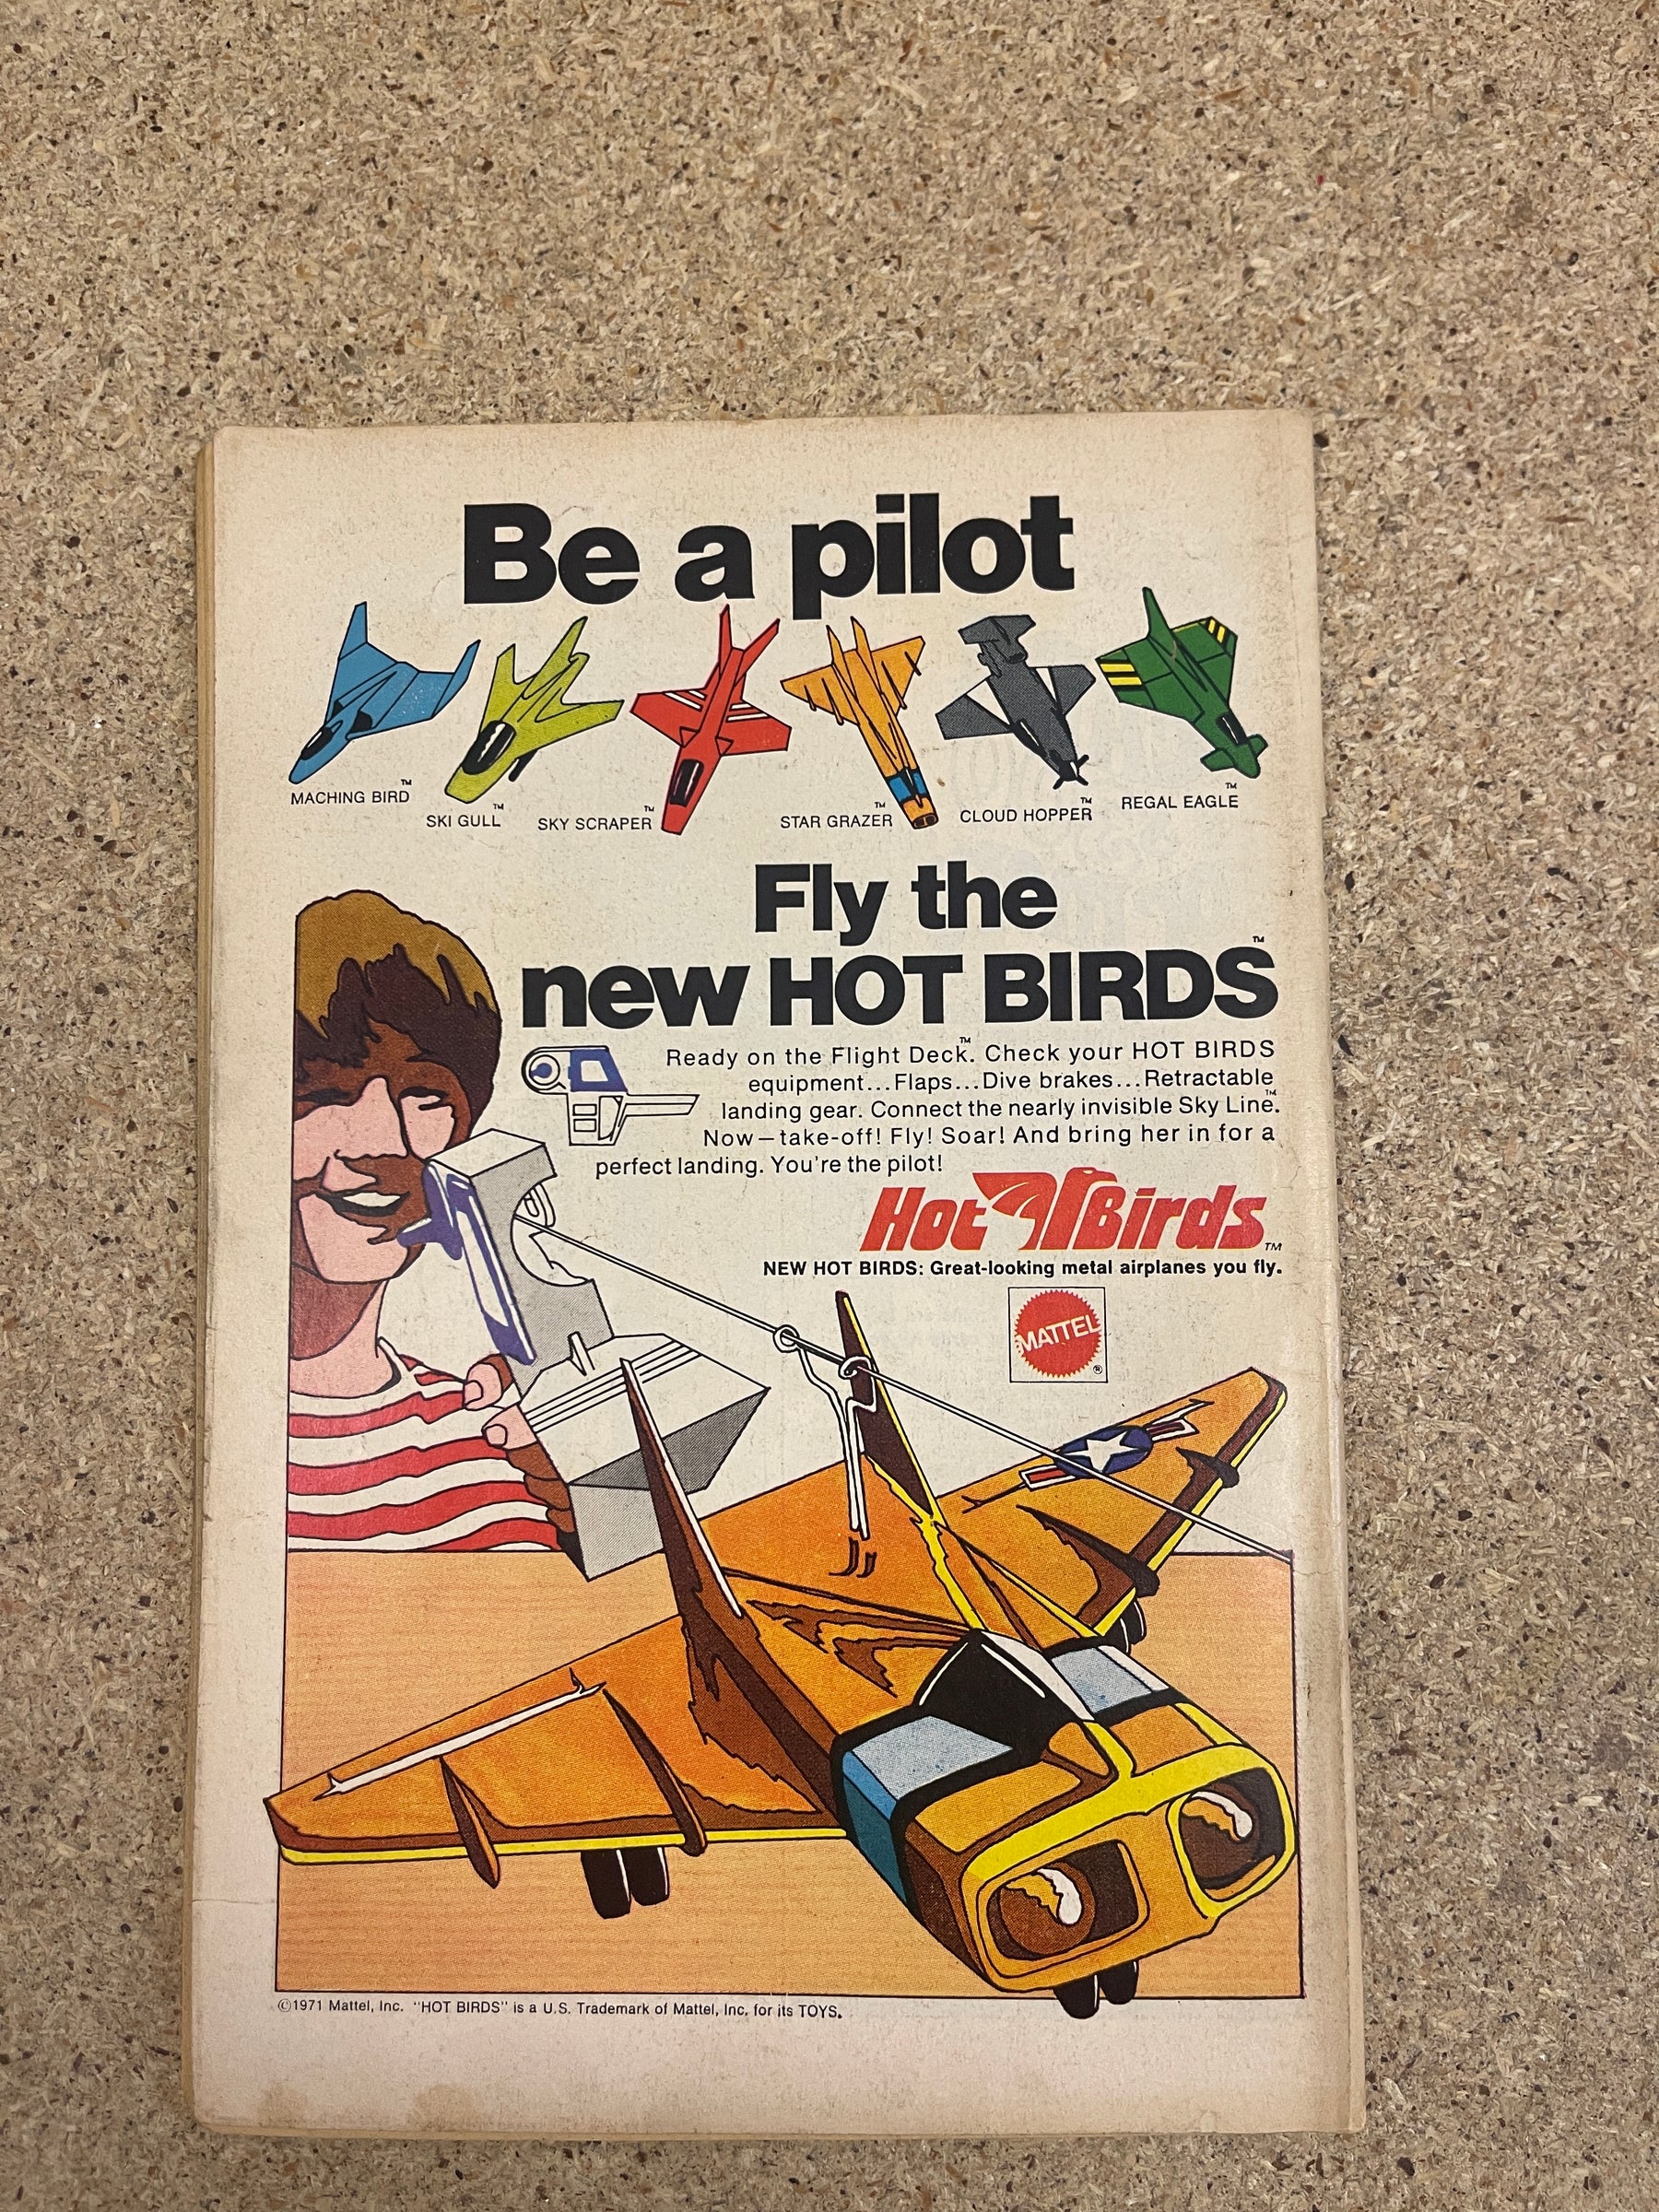 Be a pilot
MACHING BIRD™
SKI GULL™
SKY SCRAPER™
STAR GRAZER™
CLOUD HOPPER™
REGAL EAGLE™
Fly the
new HOT BIRDS™
Ready on the Flight Deck™. Check your HOT BIRDS
equipment...Flaps...Dive brakes...Retractable
landing gear. Connect the nearly invisible Sky Line™.
Now—take-off! Fly! Soar! And bring her in for a
perfect landing. You're the pilot!
Hot Birds™
NEW HOT BIRDS: Great-looking metal airplanes you fly.
MATTEL®
©1971 Mattel, Inc. "HOT BIRDS" is a U.S. Trademark of Mattel, Inc. for its TOYS.